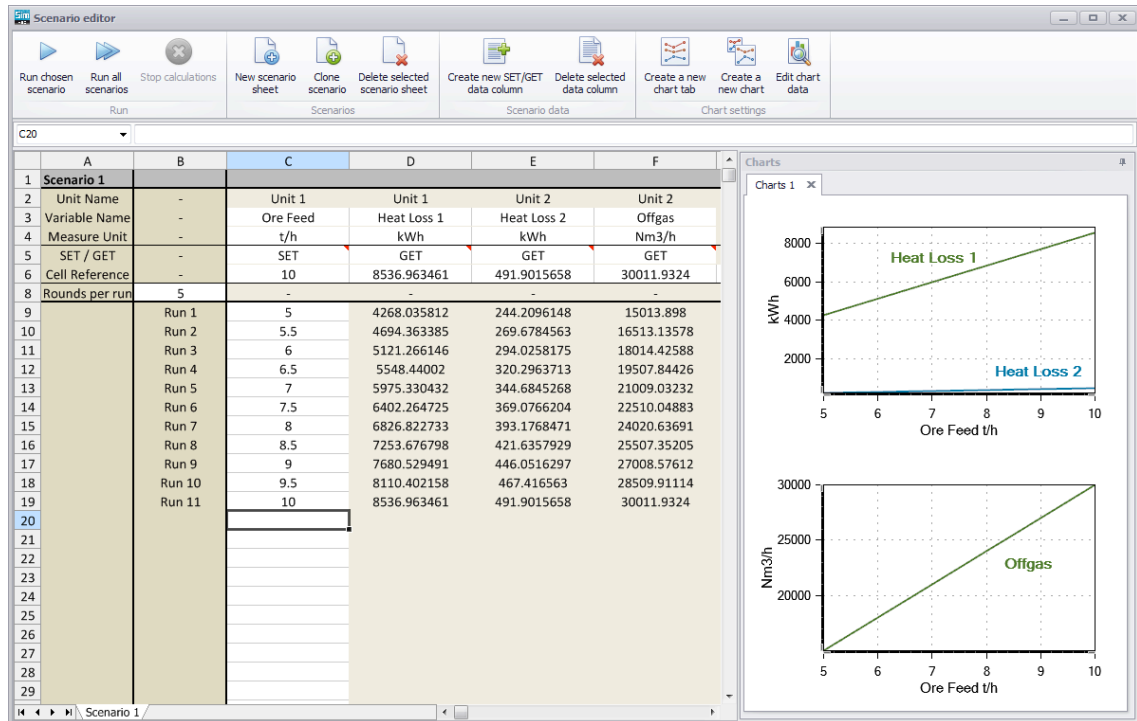 Scenario editor
Run chosen scenario
Run all scenarios
Stop calculations
New scenario sheet
Clone scenario
Delete selected scenario sheet
Create new SET/GET data column
Delete selected data column
Create a new chart tab
Create a new chart
Edit chart data
Run
Scenarios
Scenario data
Chart settings
C20
A B C D E F
1 Scenario 1
2 Unit Name - Unit 1 Unit 1 Unit 2 Unit 2
3 Variable Name - Ore Feed Heat Loss 1 Heat Loss 2 Offgas
4 Measure Unit - t/h kWh kWh Nm3/h
5 SET / GET - SET GET GET GET
6 Cell Reference - 10 8536.963461 491.9015658 30011.9324
8 Rounds per run 5 - - - -
9 Run 1 5 4268.035812 244.2096148 15013.898
10 Run 2 5.5 4694.363385 269.6784563 16513.13578
11 Run 3 6 5121.266146 294.0258175 18014.42588
12 Run 4 6.5 5548.44002 320.2963713 19507.84426
13 Run 5 7 5975.330432 344.6845268 21009.03232
14 Run 6 7.5 6402.264725 369.0766204 22510.04883
15 Run 7 8 6826.822733 393.1768471 24020.63691
16 Run 8 8.5 7253.676798 421.6357929 25507.35205
17 Run 9 9 7680.529491 446.0516297 27008.57612
18 Run 10 9.5 8110.402158 467.416563 28509.91114
19 Run 11 10 8536.963461 491.9015658 30011.9324
20
21
22
23
24
25
26
27
28
29
Scenario 1
Charts
Charts 1
8000
6000
4000
2000
kWh
Heat Loss 1
Heat Loss 2
5 6 7 8 9 10
Ore Feed t/h
30000
25000
20000
Nm3/h
Offgas
5 6 7 8 9 10
Ore Feed t/h